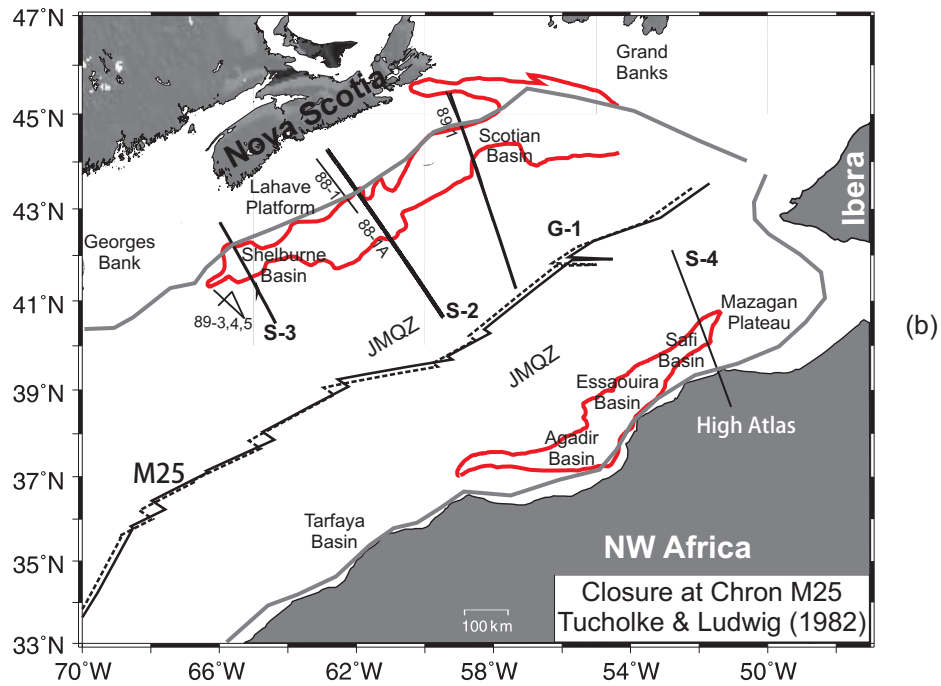 47°N
45°N
43°N
41°N
39°N
37°N
35°N
33°N
70°W
66°W
62°W
58°W
54°W
50°W
Grand
Banks
Nova Scotia
89-1
Scotian
Basin
Ibera
Lahave
Platform
88-1
88-1A
Georges
Bank
Shelburne
Basin
G-1
S-4
89-3,4,5
S-3
S-2
JMQZ
JMQZ
Mazagan
Plateau
Safi
Basin
Essaouira
Basin
High Atlas
Agadir
Basin
M25
Tarfaya
Basin
NW Africa
100 km
Closure at Chron M25
Tucholke & Ludwig (1982)
(b)